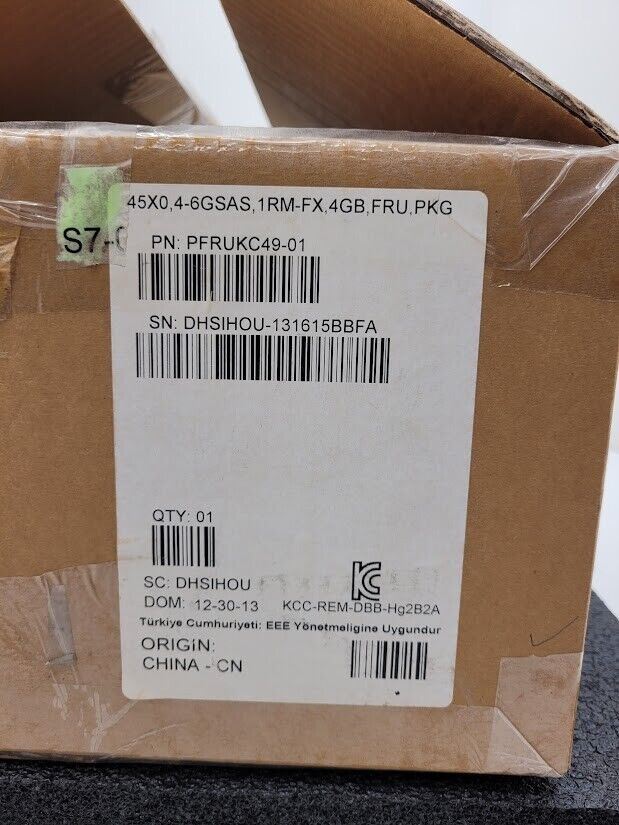 45X0,4-6GSAS,1RM-FX,4GB,FRU,PKG
S7-
PN: PFRUKC49-01
SN: DHSIHOU-131615BBFA
QTY: 01
SC: DHSIHOU
DOM: 12-30-13 KCC-REM-DBB-Hg2B2A
Türkiye Cumhuriyeti: EEE Yönetmeligine Uygundur
ORIGIN:
CHINA - CN